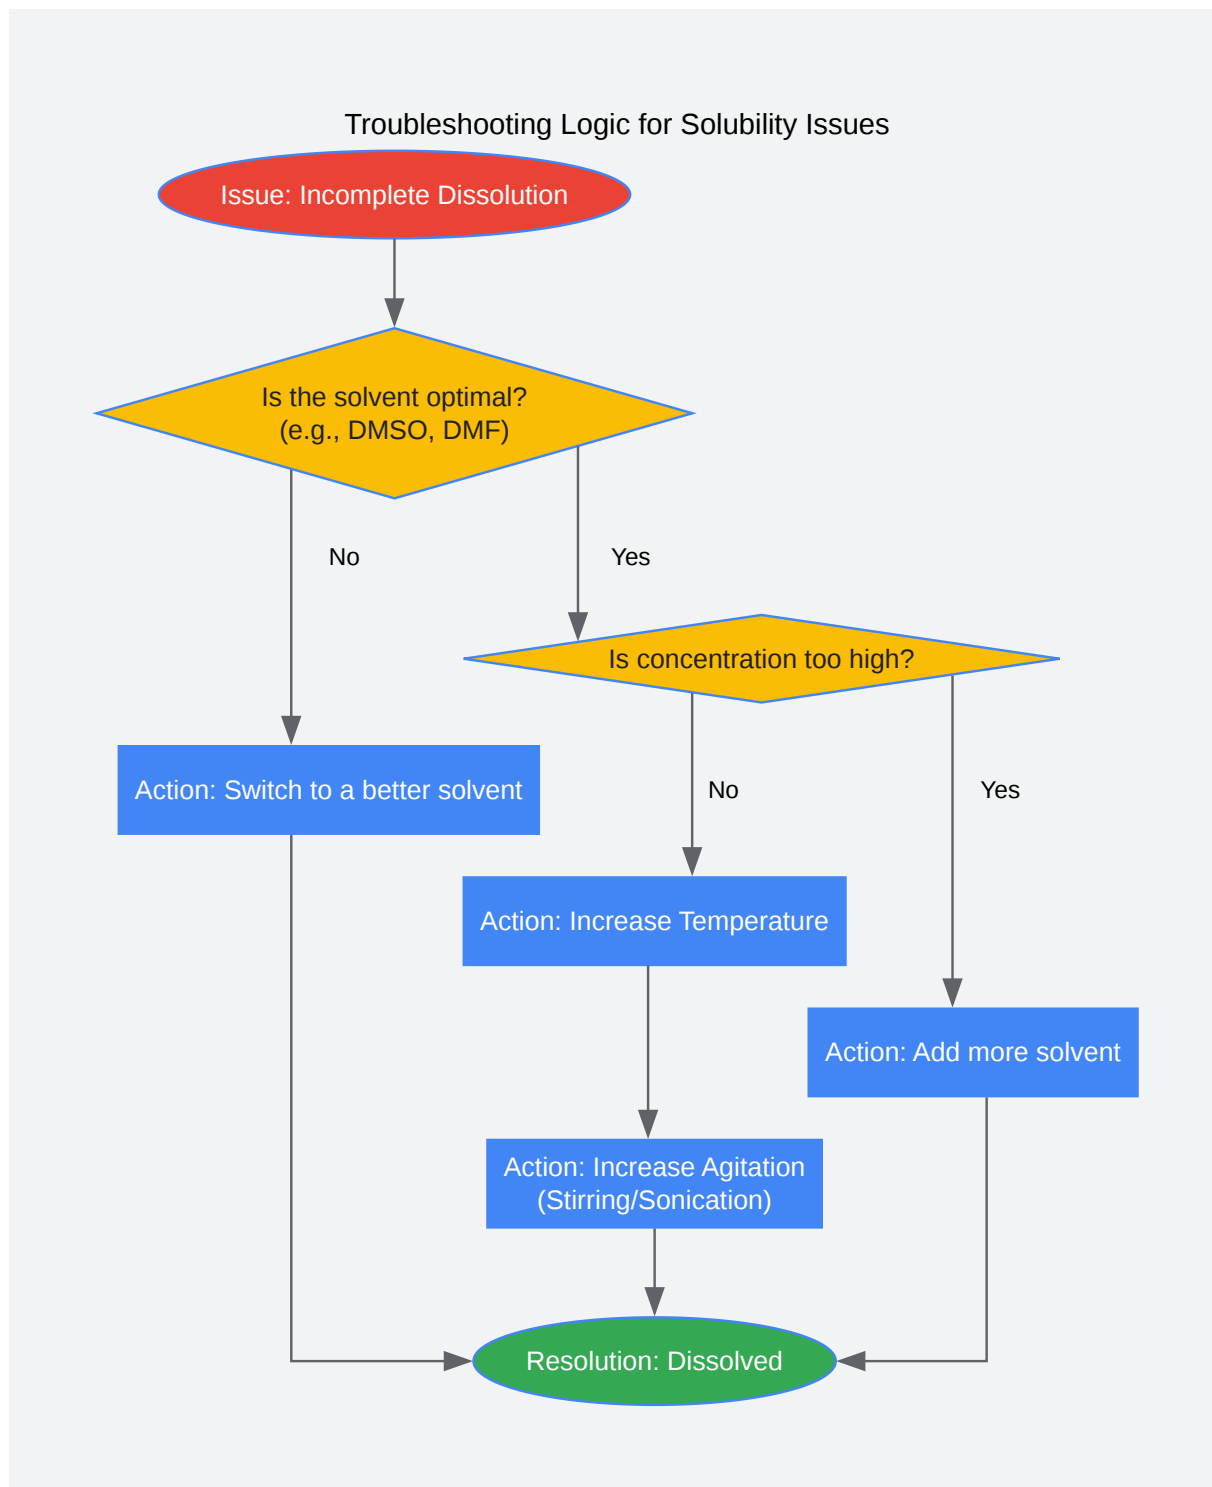 Troubleshooting Logic for Solubility Issues
Issue: Incomplete Dissolution
Is the solvent optimal?
(e.g., DMSO, DMF)
No
Yes
Is concentration too high?
Action: Switch to a better solvent
No
Yes
Action: Increase Temperature
Action: Add more solvent
Action: Increase Agitation
(Stirring/Sonication)
Resolution: Dissolved